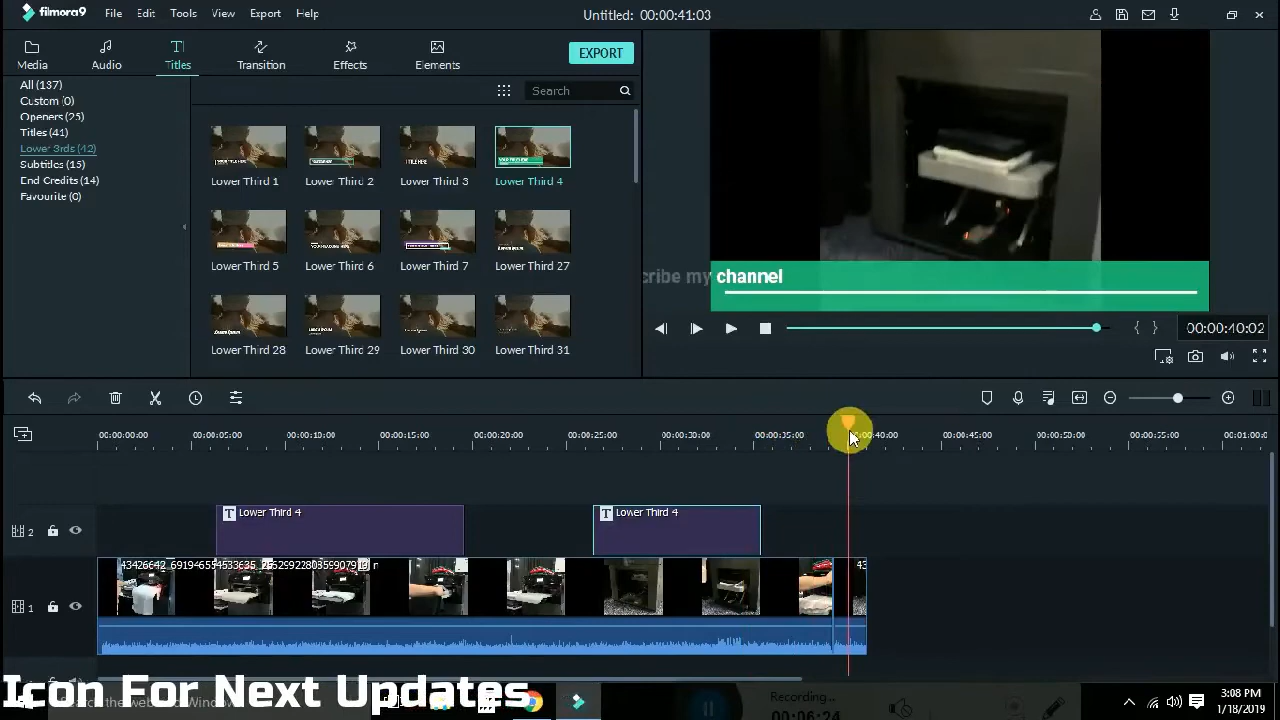 filmora9 File Edit Tools View Export Help Untitled: 00:00:41:03
Media Audio Titles Transition Effects Elements EXPORT
All (137)
Custom (0)
Openers (25)
Titles (41)
Lower 3rds (42)
Subtitles (15)
End Credits (14)
Favourite (0)
Search
Lower Third 1 Lower Third 2 Lower Third 3 Lower Third 4
Lower Third 5 Lower Third 6 Lower Third 7 Lower Third 27
Lower Third 28 Lower Third 29 Lower Third 30 Lower Third 31
cribe my channel
00:00:40:02
00:00:00:00 00:00:05:00 00:00:10:00 00:00:15:00 00:00:20:00 00:00:25:00 00:00:30:00 00:00:35:00 00:00:40:00 00:00:45:00 00:00:50:00 00:00:55:00 00:01:00:0
2 T Lower Third 4 T Lower Third 4
1
Icon For Next Updates
Recording...
00:06:24
3:08 PM
1/18/2019